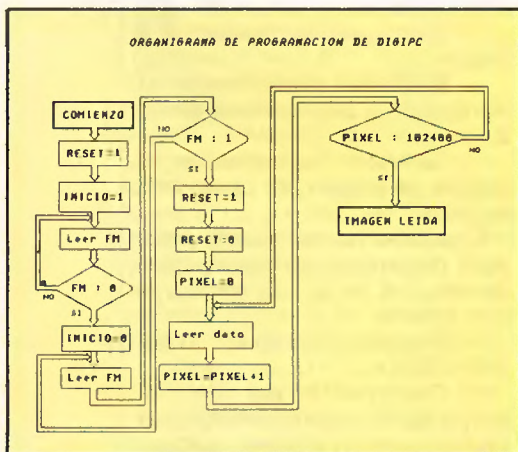 ORGANIGRAMA DE PROGRAMACION DE DIGIPC
COMIENZO
RESET=1
INICIO=1
Leer FM
FM : 0
NO
SI
INICIO=0
Leer FM
NO
FM : 1
SI
RESET=1
RESET=0
PIXEL=0
Leer dato
PIXEL=PIXEL+1
PIXEL : 102400
NO
SI
IMAGEN LEIDA